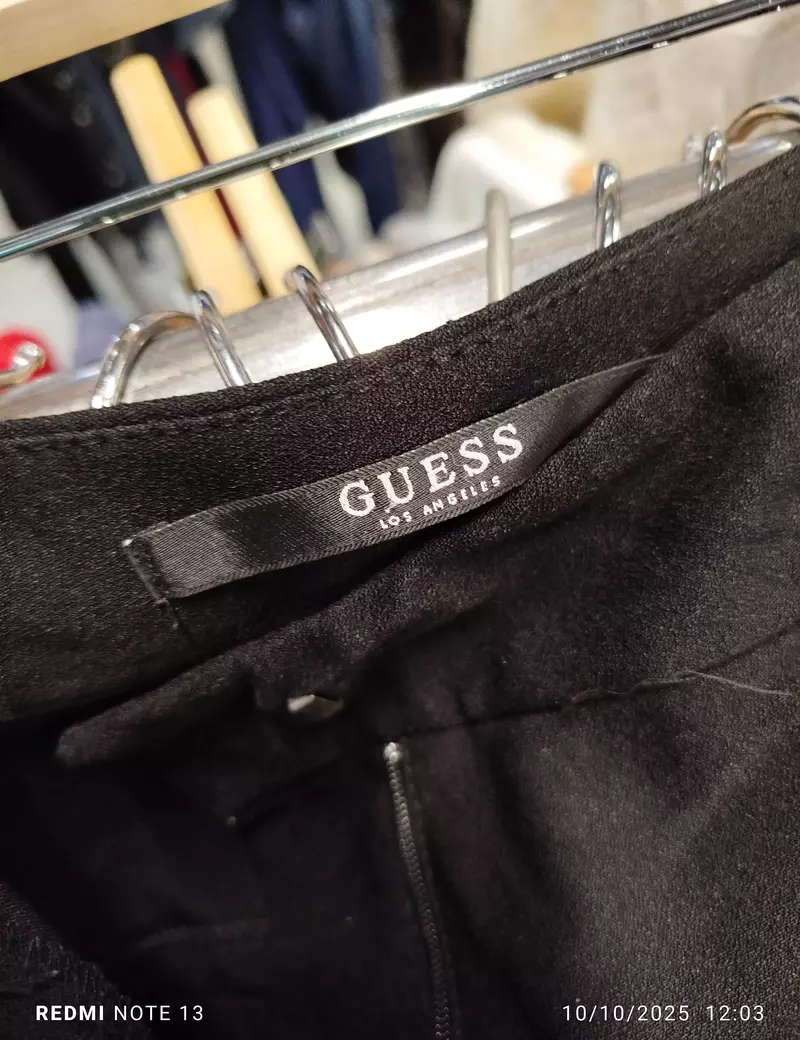 GUESS
LOS ANGELES
REDMI NOTE 13
10/10/2025 12:03